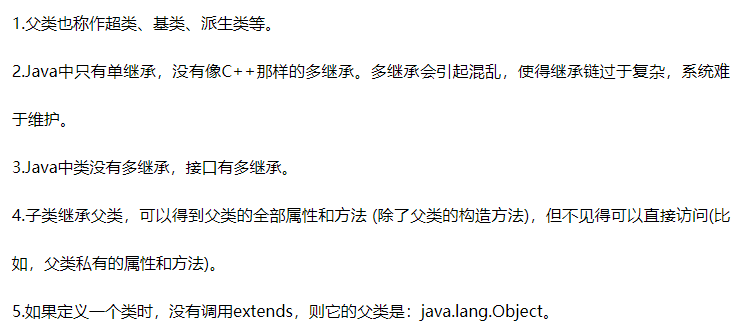 1.父类也称作超类、基类、派生类等。
2.Java中只有单继承，没有像C++那样的多继承。多继承会引起混乱，使得继承链过于复杂，系统难
于维护。
3.Java中类没有多继承，接口有多继承。
4.子类继承父类，可以得到父类的全部属性和方法 (除了父类的构造方法)，但不见得可以直接访问(比
如，父类私有的属性和方法)。
5.如果定义一个类时，没有调用extends，则它的父类是：java.lang.Object。